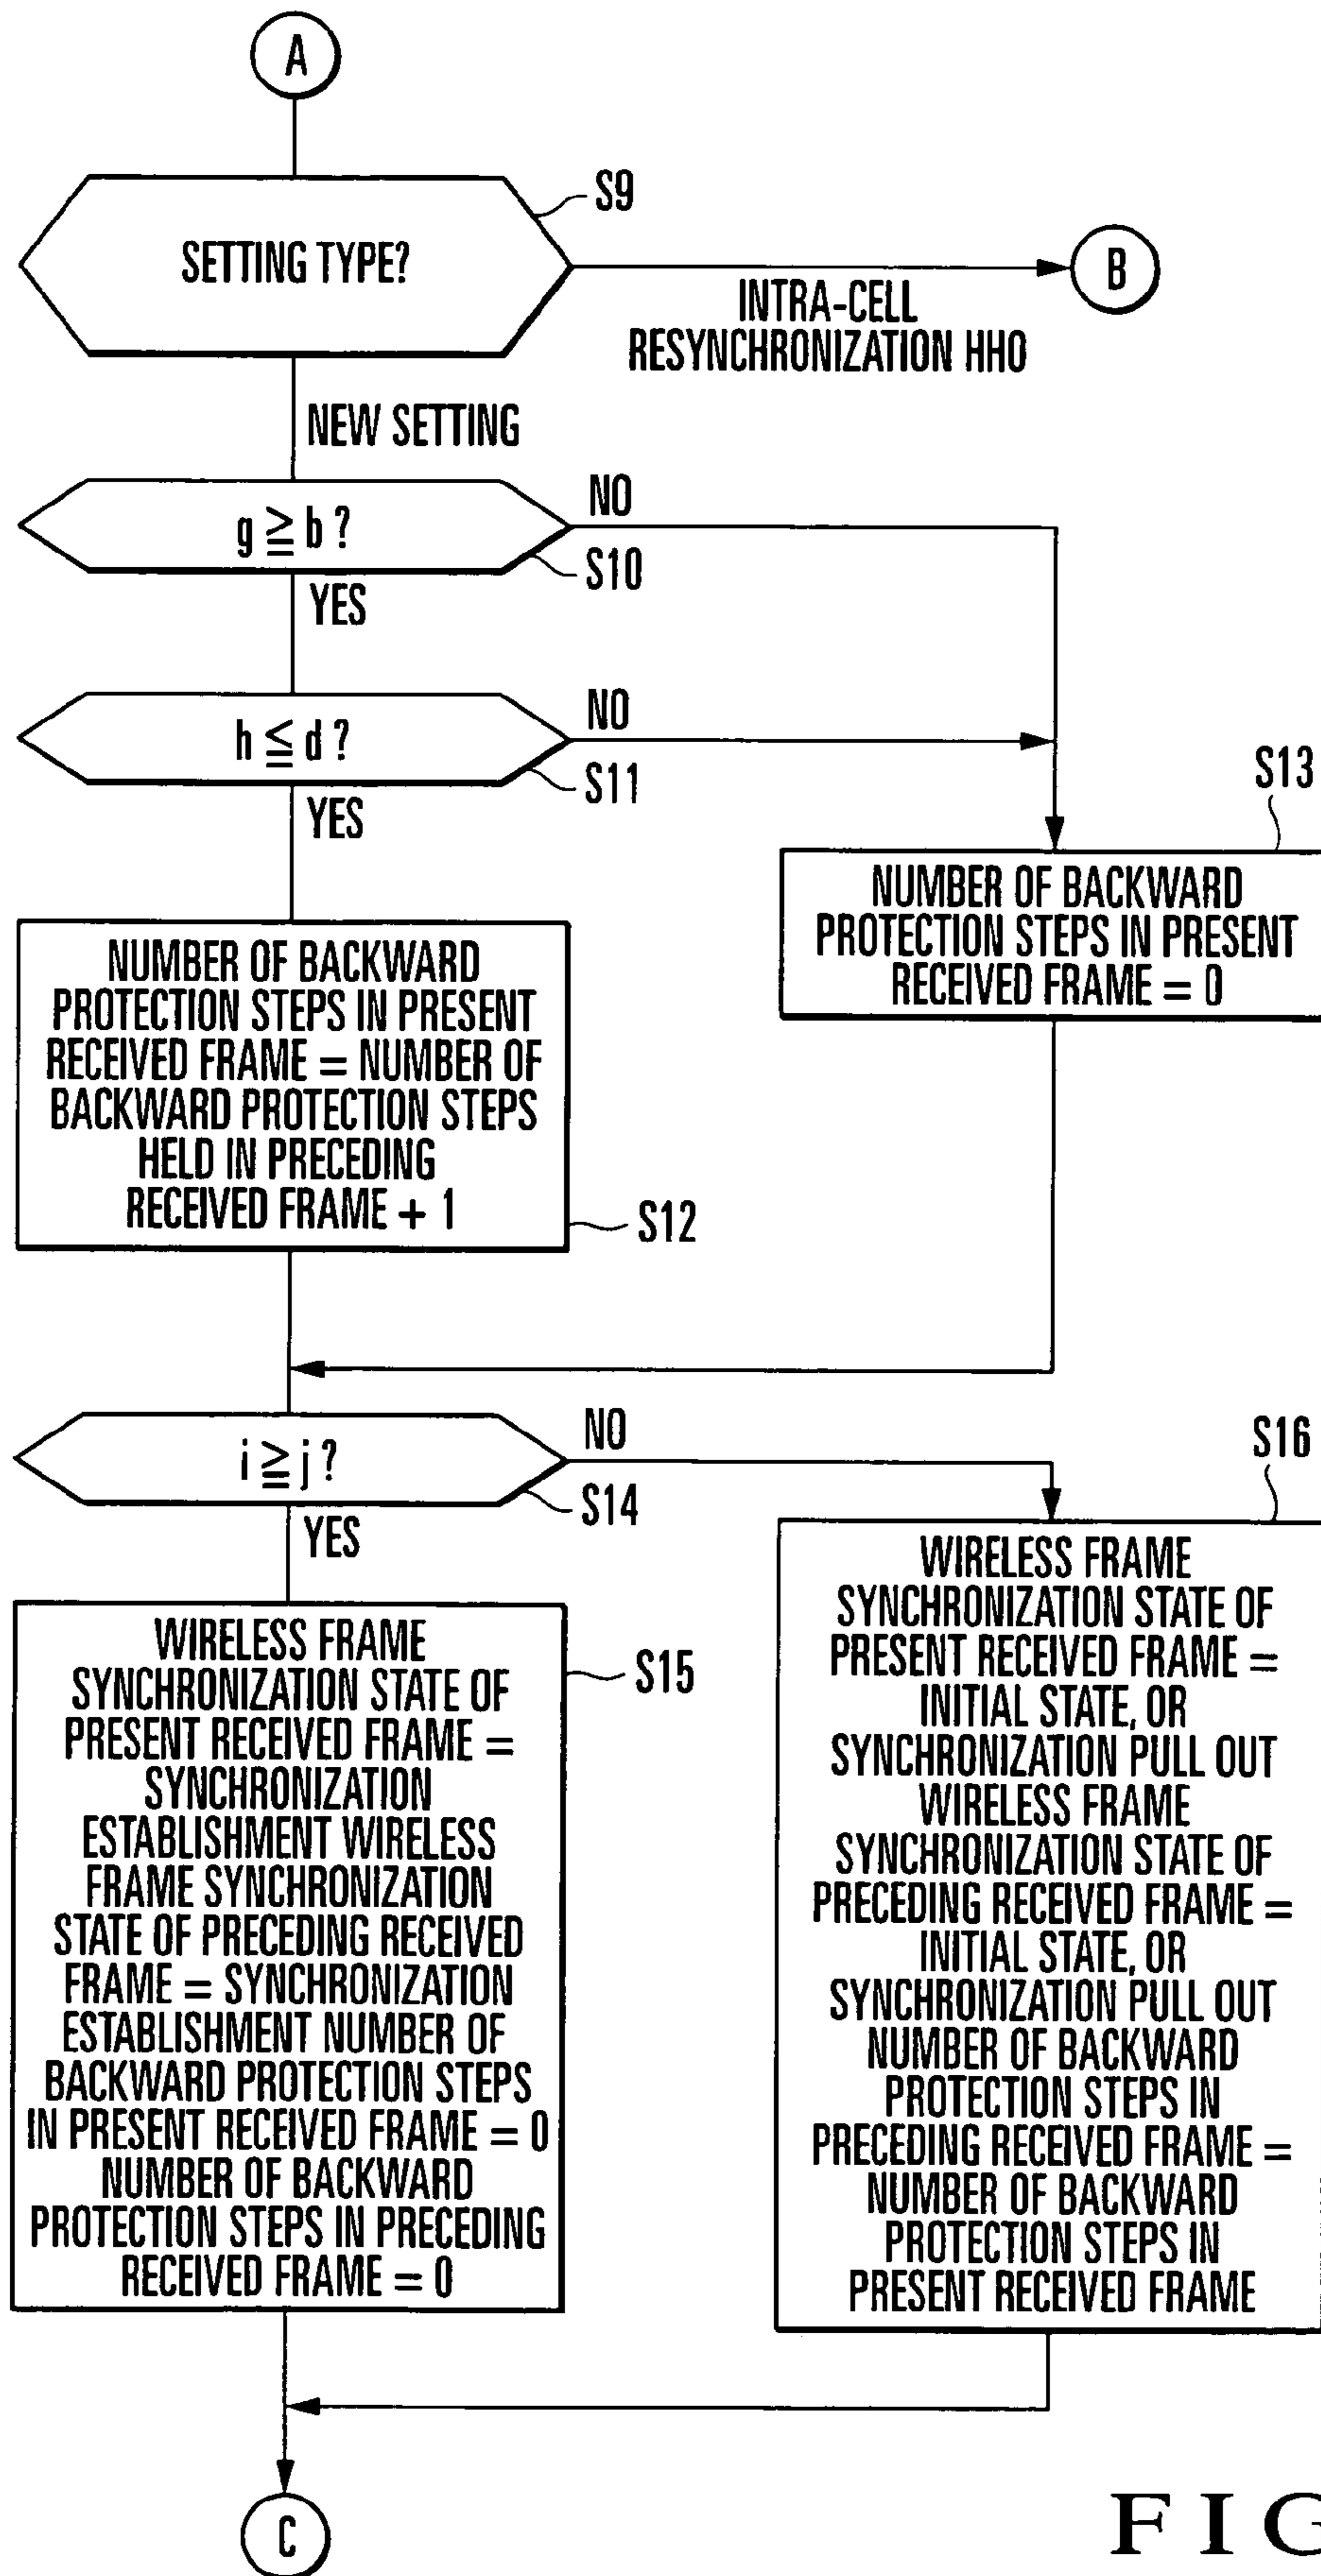 A
S9
SETTING TYPE?
B
INTRA-CELL
RESYNCHRONIZATION HHO
NEW SETTING
g ≧ b ?
NO
S10
YES
h ≦ d ?
NO
S11
YES
S13
NUMBER OF BACKWARD
PROTECTION STEPS IN PRESENT
RECEIVED FRAME = 0
NUMBER OF BACKWARD
PROTECTION STEPS IN PRESENT
RECEIVED FRAME = NUMBER OF
BACKWARD PROTECTION STEPS
HELD IN PRECEDING
RECEIVED FRAME + 1
S12
i ≧ j ?
NO
S14
YES
S16
WIRELESS FRAME
SYNCHRONIZATION STATE OF
PRESENT RECEIVED FRAME =
SYNCHRONIZATION
ESTABLISHMENT WIRELESS
FRAME SYNCHRONIZATION
STATE OF PRECEDING RECEIVED
FRAME = SYNCHRONIZATION
ESTABLISHMENT NUMBER OF
BACKWARD PROTECTION STEPS
IN PRESENT RECEIVED FRAME = 0
NUMBER OF BACKWARD
PROTECTION STEPS IN PRECEDING
RECEIVED FRAME = 0
S15
WIRELESS FRAME
SYNCHRONIZATION STATE OF
PRESENT RECEIVED FRAME =
INITIAL STATE, OR
SYNCHRONIZATION PULL OUT
WIRELESS FRAME
SYNCHRONIZATION STATE OF
PRECEDING RECEIVED FRAME =
INITIAL STATE, OR
SYNCHRONIZATION PULL OUT
NUMBER OF BACKWARD
PROTECTION STEPS IN
PRECEDING RECEIVED FRAME =
NUMBER OF BACKWARD
PROTECTION STEPS IN
PRESENT RECEIVED FRAME
C
FIG